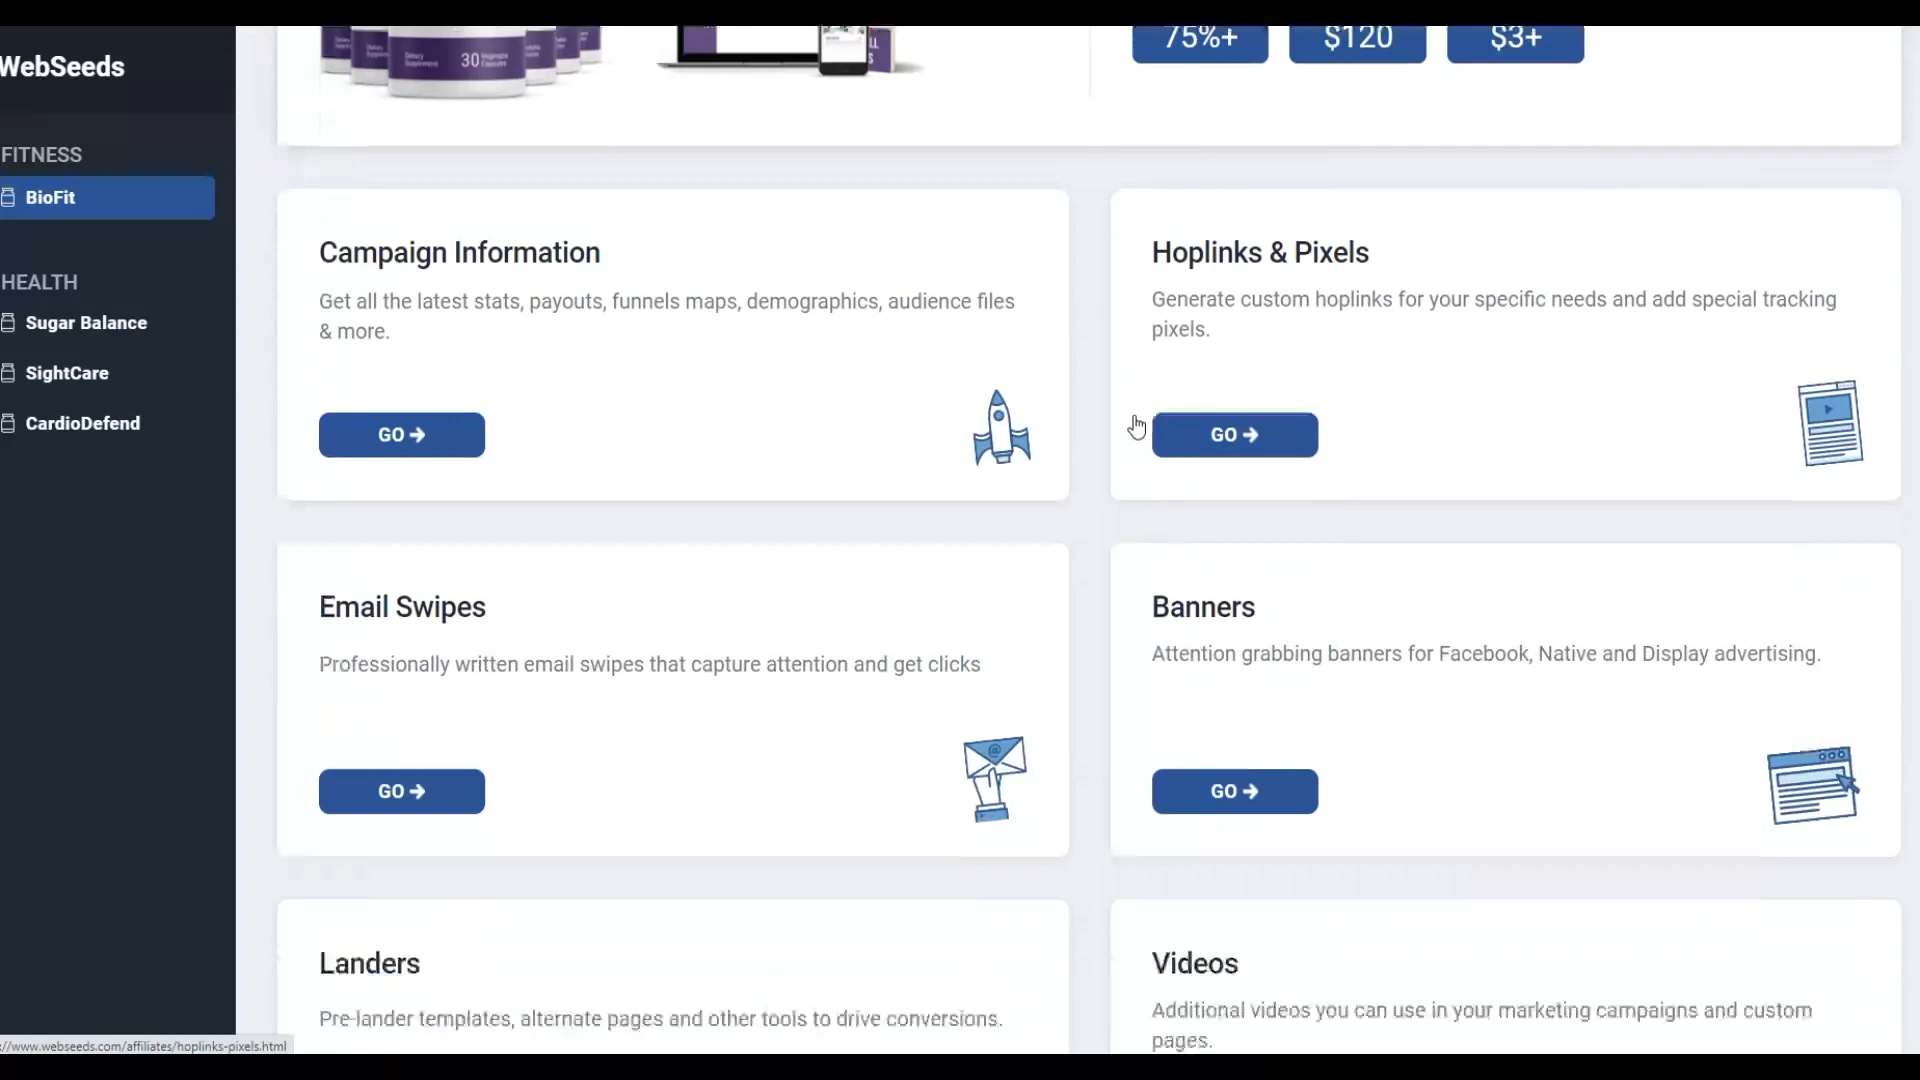 75%+
$120
$3+
30
WebSeeds
FITNESS
BioFit
HEALTH
Sugar Balance
SightCare
CardioDefend
Campaign Information
Get all the latest stats, payouts, funnels maps, demographics, audience files
& more.
GO
Hoplinks & Pixels
Generate custom hoplinks for your specific needs and add special tracking
pixels.
GO
Email Swipes
Professionally written email swipes that capture attention and get clicks
GO
Banners
Attention grabbing banners for Facebook, Native and Display advertising.
GO
Landers
Pre-lander templates, alternate pages and other tools to drive conversions.
Videos
Additional videos you can use in your marketing campaigns and custom
pages.
://www.webseeds.com/affiliates/hoplinks-pixels.html